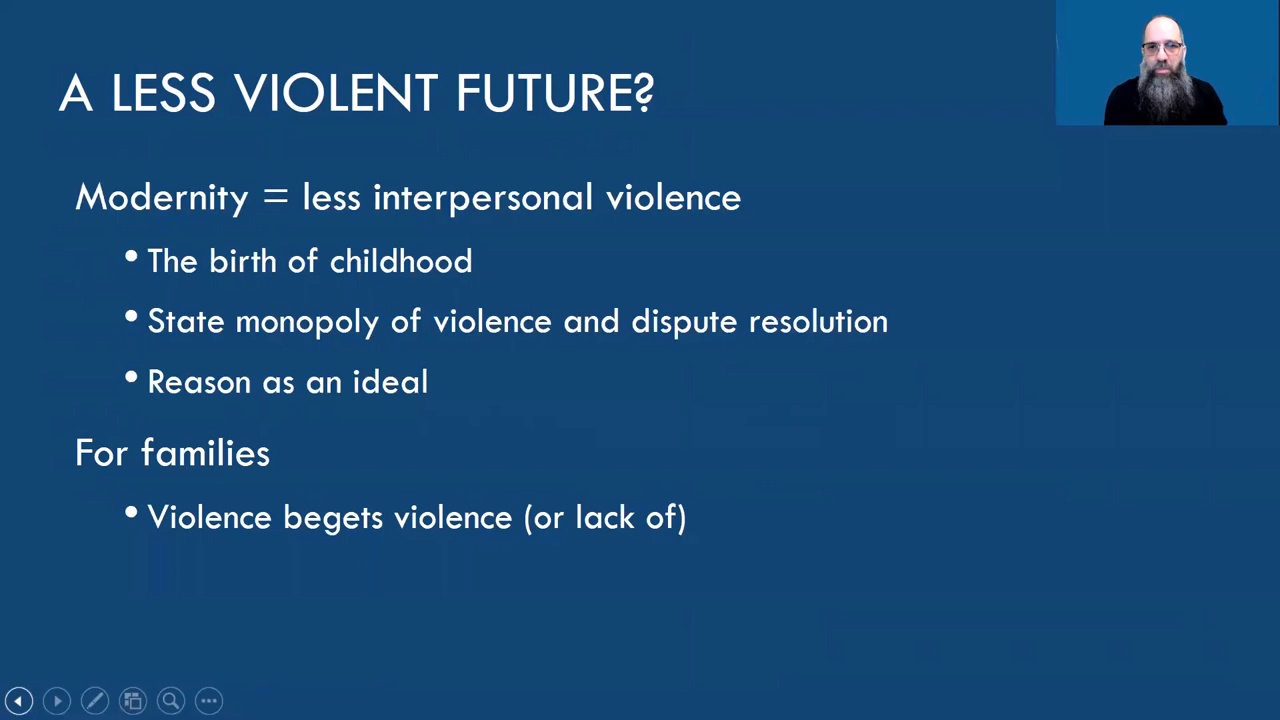 A LESS VIOLENT FUTURE?
Modernity = less interpersonal violence
• The birth of childhood
• State monopoly of violence and dispute resolution
• Reason as an ideal
For families
• Violence begets violence (or lack of)